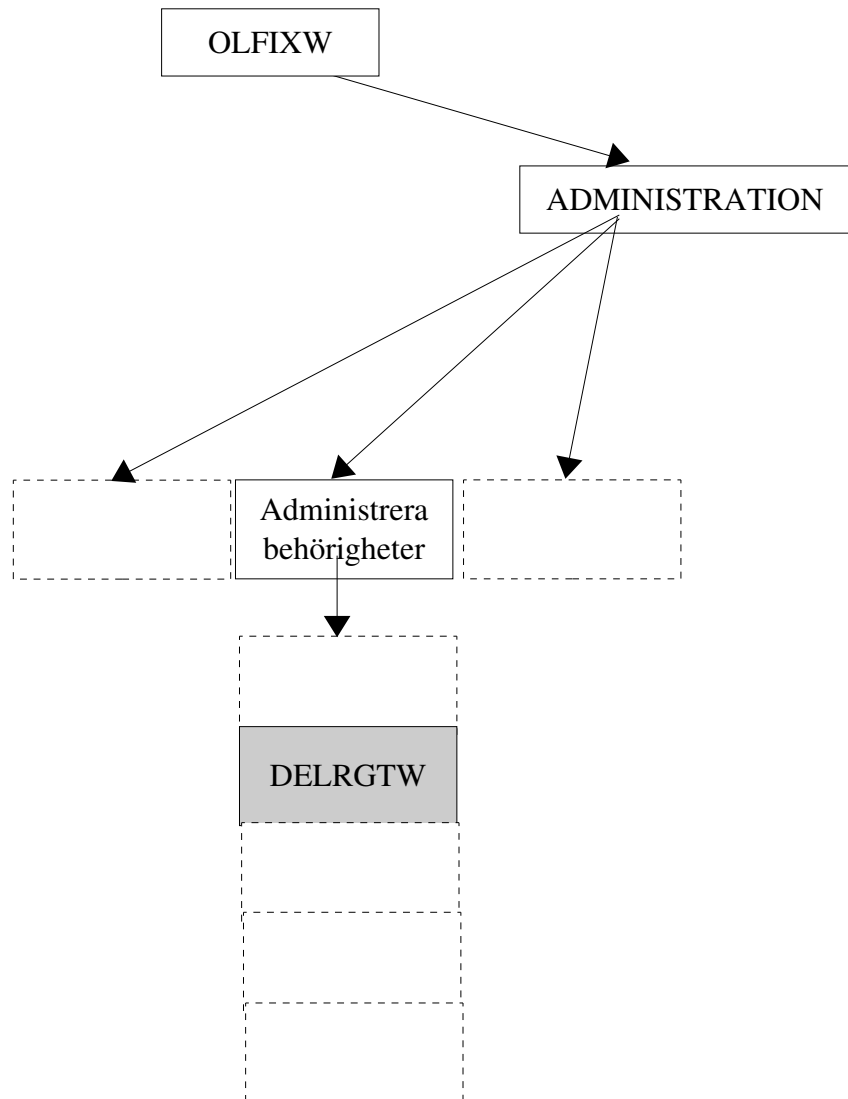 OLFIXW
ADMINISTRATION
Administrera
behörigheter
DELRGTW